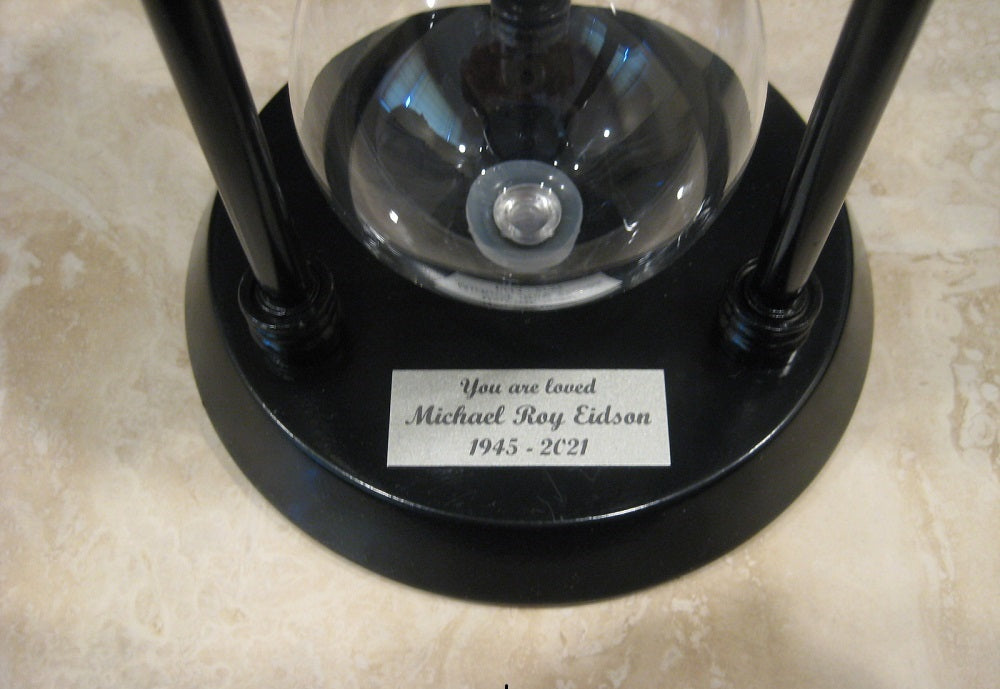 You are loved
Michael Roy Eidson
1945 - 2021